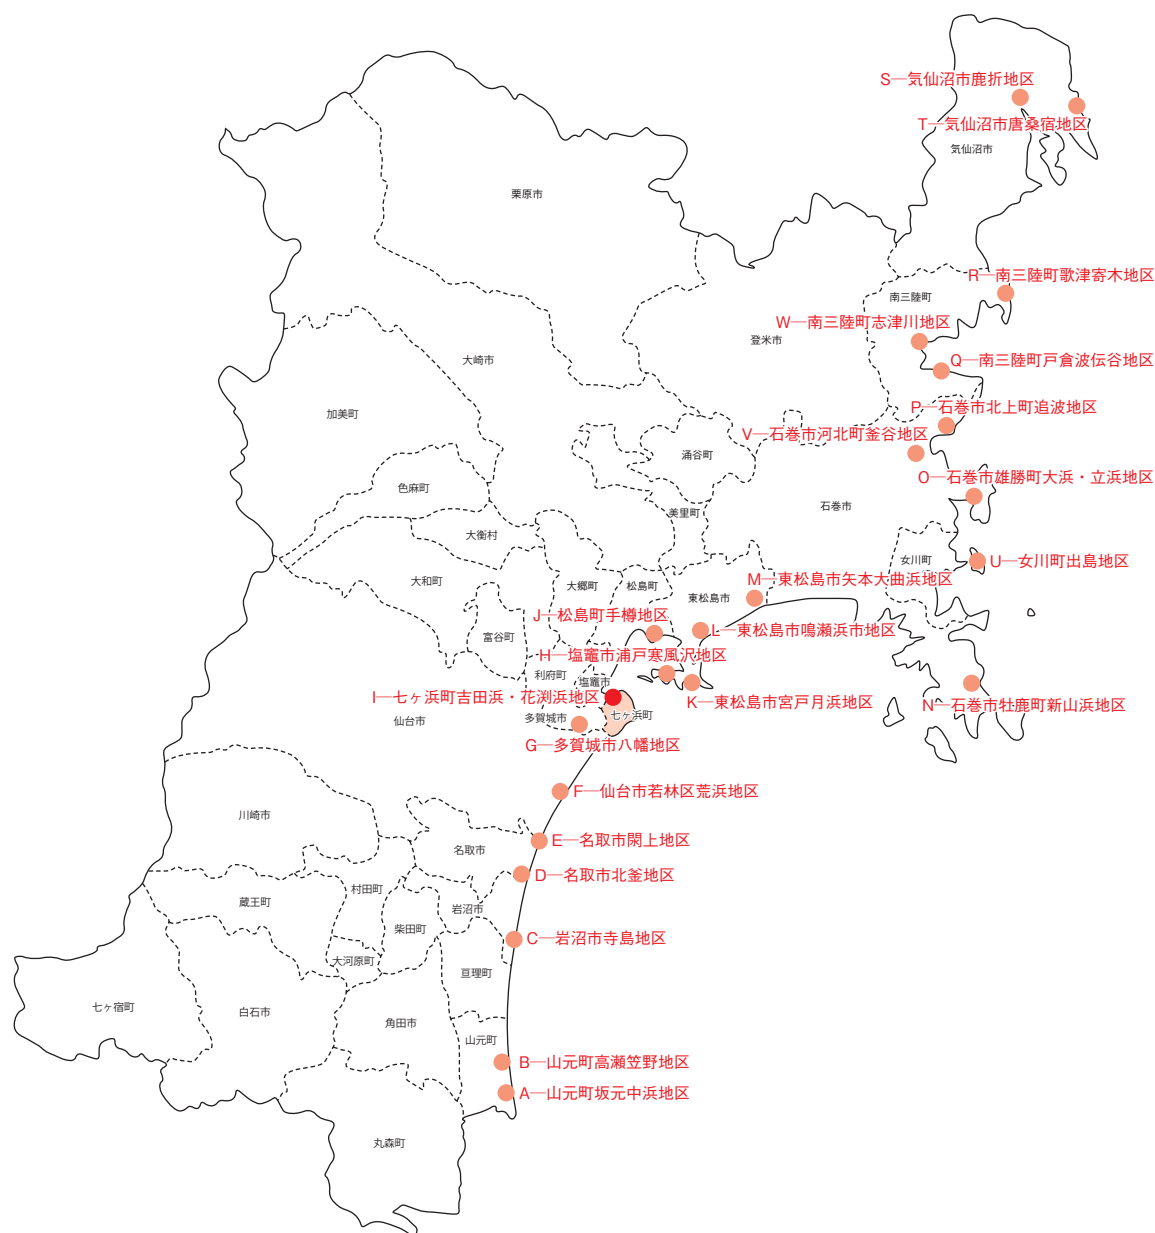 S─気仙沼市鹿折地区
T─気仙沼市唐桑宿地区
気仙沼市
栗原市
R─南三陸町歌津寄木地区
南三陸町
W─南三陸町志津川地区
登米市
大崎市
Q─南三陸町戸倉波伝谷地区
加美町
P─石巻市北上町追波地区
V─石巻市河北町釜谷地区
涌谷町
O─石巻市雄勝町大浜・立浜地区
色麻町
石巻市
美里町
大衡村
女川町
U─女川町出島地区
大和町
大郷町
松島町
M─東松島市矢本大曲浜地区
東松島市
J─松島町手樽地区
L─東松島市鳴瀬浜市地区
富谷町
H─塩竈市浦戸寒風沢地区
利府町
塩竈市
I─七ヶ浜町吉田浜・花渕浜地区
K─東松島市宮戸月浜地区
N─石巻市牡鹿町新山浜地区
仙台市
多賀城市
七ヶ浜町
G─多賀城市八幡地区
F─仙台市若林区荒浜地区
川崎市
E─名取市閖上地区
名取市
D─名取市北釜地区
村田町
蔵王町
岩沼市
柴田町
C─岩沼市寺島地区
大河原町
亘理町
七ヶ宿町
白石市
角田市
山元町
B─山元町高瀬笠野地区
A─山元町坂元中浜地区
丸森町